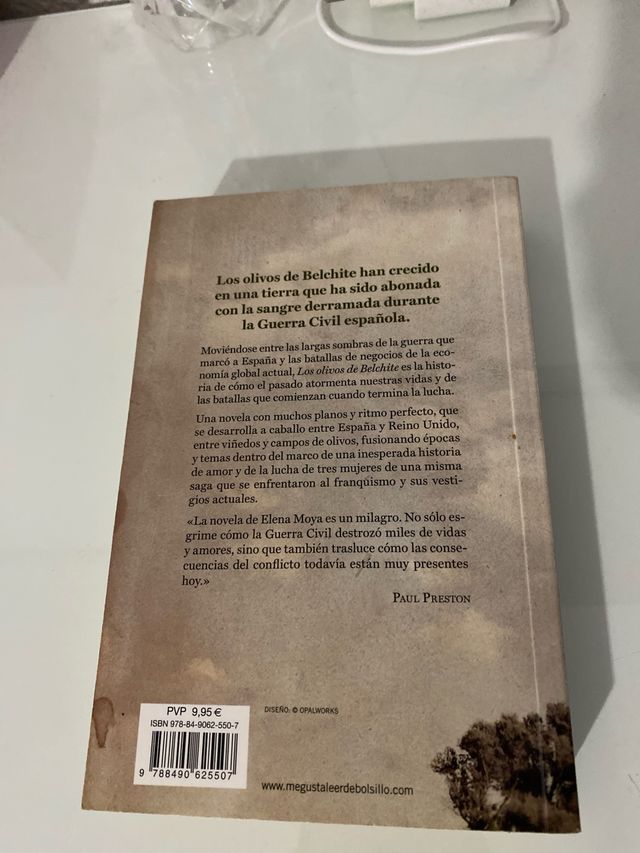 Los olivos de Belchite han crecido
en una tierra que ha sido abonada
con la sangre derramada durante
la Guerra Civil española.
Moviéndose entre las largas sombras de la guerra que
marcó a España y las batallas de negocios de la eco-
nomía global actual, Los olivos de Belchite es la histo-
ria de cómo el pasado atormenta nuestras vidas y de
las batallas que comienzan cuando termina la lucha.
Una novela con muchos planos y ritmo perfecto, que
se desarrolla a caballo entre España y Reino Unido,
entre viñedos y campos de olivos, fusionando épocas
y temas dentro del marco de una inesperada historia
de amor y de la lucha de tres mujeres de una misma
saga que se enfrentaron al franquismo y sus vesti-
gios actuales.
«La novela de Elena Moya es un milagro. No sólo es-
grime cómo la Guerra Civil destrozó miles de vidas
y amores, sino que también trasluce cómo las conse-
cuencias del conflicto todavía están muy presentes
hoy.»
PAUL PRESTON
PVP 9,95 €
ISBN 978-84-9062-550-7
9 788490 625507
DISEÑO: © OPALWORKS
www.megustaleerdebolsillo.com